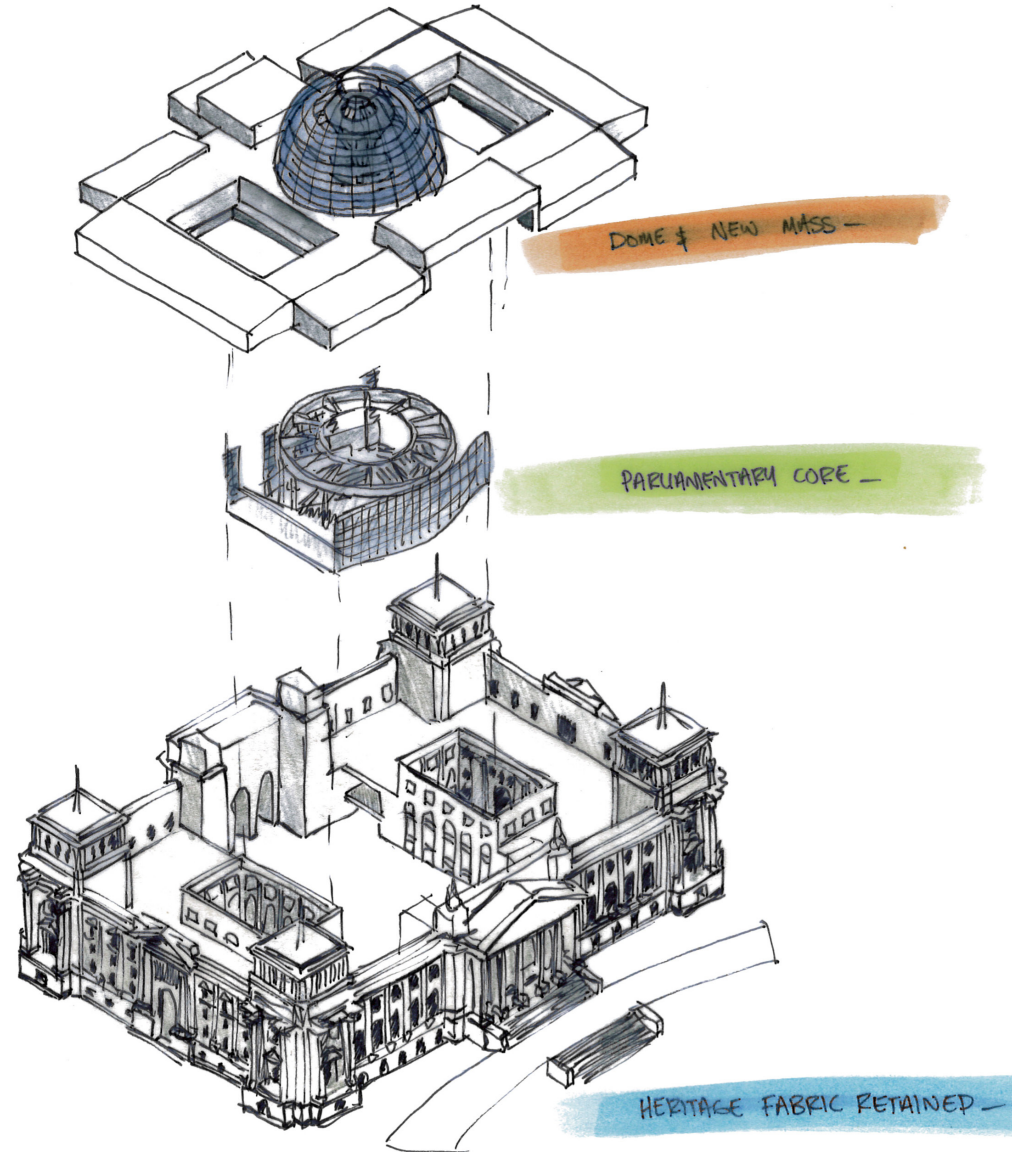 DOME & NEW MASS —
PARLIAMENTARY CORE —
HERITAGE FABRIC RETAINED —